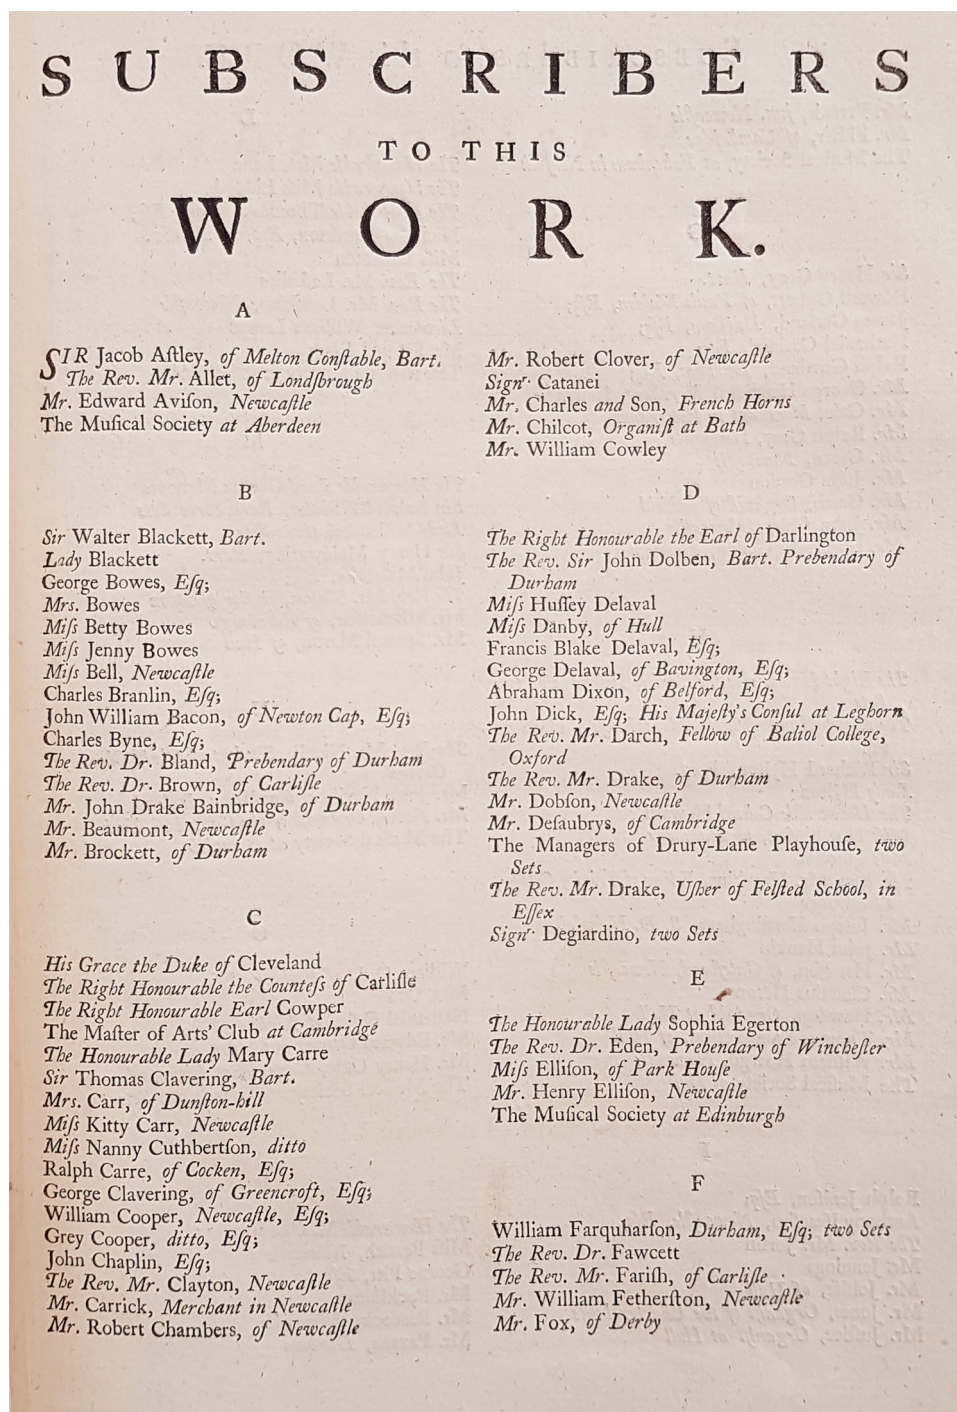 SUBSCRIBERS
TO THIS
WORK.
A
SIR Jacob Aſtley, of Melton Conſtable, Bart.
The Rev. Mr. Allet, of Londſbrough
Mr. Edward Aviſon, Newcaſtle
The Muſical Society at Aberdeen
B
Sir Walter Blackett, Bart.
Lady Blackett
George Bowes, Eſq;
Mrs. Bowes
Miſs Betty Bowes
Miſs Jenny Bowes
Miſs Bell, Newcaſtle
Charles Branlin, Eſq;
John William Bacon, of Newton Cap, Eſq;
Charles Byne, Eſq;
The Rev. Dr. Bland, Prebendary of Durham
The Rev. Dr. Brown, of Carliſle
Mr. John Drake Bainbridge, of Durham
Mr. Beaumont, Newcaſtle
Mr. Brockett, of Durham
C
His Grace the Duke of Cleveland
The Right Honourable the Counteſs of Carliſle
The Right Honourable Earl Cowper
The Maſter of Arts' Club at Cambridge
The Honourable Lady Mary Carre
Sir Thomas Clavering, Bart.
Mrs. Carr, of Dunſton-hill
Miſs Kitty Carr, Newcaſtle
Miſs Nanny Cuthbertſon, ditto
Ralph Carre, of Cocken, Eſq;
George Clavering, of Greencroft, Eſq;
William Cooper, Newcaſtle, Eſq;
Grey Cooper, ditto, Eſq;
John Chaplin, Eſq;
The Rev. Mr. Clayton, Newcaſtle
Mr. Carrick, Merchant in Newcaſtle
Mr. Robert Chambers, of Newcaſtle
Mr. Robert Clover, of Newcaſtle
Signr. Catanei
Mr. Charles and Son, French Horns
Mr. Chilcot, Organiſt at Bath
Mr. William Cowley
D
The Right Honourable the Earl of Darlington
The Rev. Sir John Dolben, Bart. Prebendary of
Durham
Miſs Huſſey Delaval
Miſs Danby, of Hull
Francis Blake Delaval, Eſq;
George Delaval, of Bavington, Eſq;
Abraham Dixon, of Belford, Eſq;
John Dick, Eſq; His Majeſty's Conſul at Leghorn
The Rev. Mr. Darch, Fellow of Baliol College,
Oxford
The Rev. Mr. Drake, of Durham
Mr. Dobſon, Newcaſtle
Mr. Deſaubrys, of Cambridge
The Managers of Drury-Lane Playhouſe, two
Sets
The Rev. Mr. Drake, Uſher of Felſted School, in
Eſſex
Signr. Degiardino, two Sets
E
The Honourable Lady Sophia Egerton
The Rev. Dr. Eden, Prebendary of Wincheſter
Miſs Elliſon, of Park Houſe
Mr. Henry Elliſon, Newcaſtle
The Muſical Society at Edinburgh
F
William Farquharſon, Durham, Eſq; two Sets
The Rev. Dr. Fawcett
The Rev. Mr. Fariſh, of Carliſle
Mr. William Fetherſton, Newcaſtle
Mr. Fox, of Derby